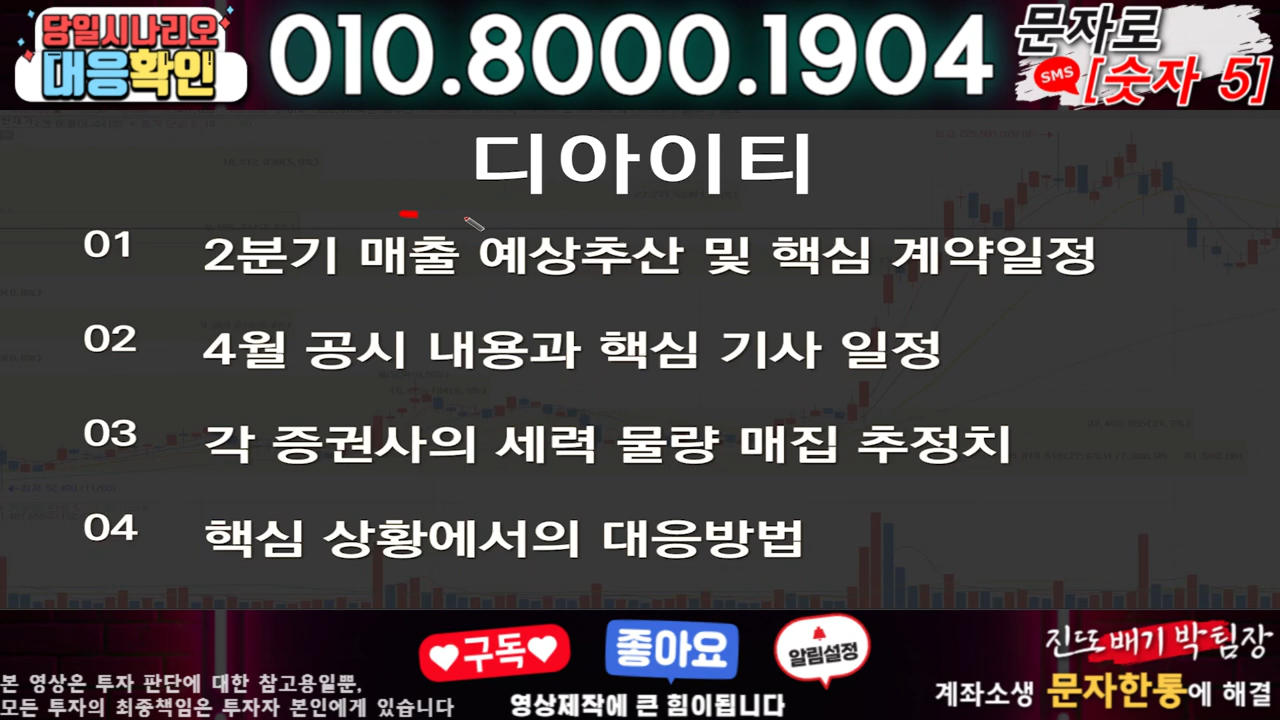 당일시나리오
대응확인
010.8000.1904
문자로
SMS
[숫자 5]
디아이티
01 2분기 매출 예상추산 및 핵심 계약일정
02 4월 공시 내용과 핵심 기사 일정
03 각 증권사의 세력 물량 매집 추정치
04 핵심 상황에서의 대응방법
구독
좋아요
알림설정
진또배기 박팀장
본 영상은 투자 판단에 대한 참고용일뿐,
모든 투자의 최종책임은 투자자 본인에게 있습니다
영상제작에 큰 힘이됩니다
계좌소생 문자한통에 해결